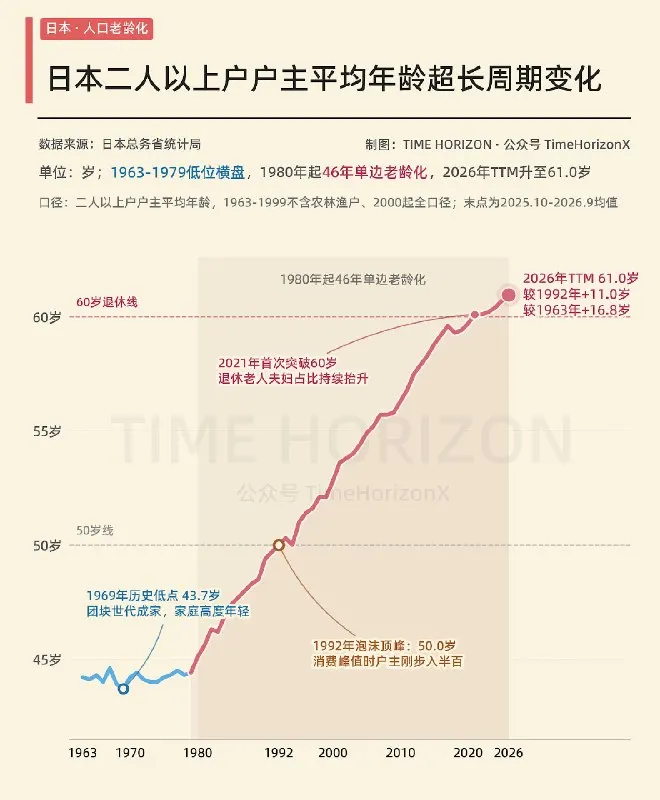 日本·人口老龄化
日本二人以上户户主平均年龄超长周期变化
数据来源：日本总务省统计局
制图：TIME HORIZON · 公众号 TimeHorizonX
单位：岁；1963-1979低位横盘，1980年起46年单边老龄化，2026年TTM升至61.0岁
口径：二人以上户户主平均年龄，1963-1999不含农林渔户、2000起全口径；末点为2025.10-2026.9均值
1980年起46年单边老龄化
2026年TTM 61.0岁
较1992年+11.0岁
较1963年+16.8岁
60岁退休线
60岁
2021年首次突破60岁
退休老人夫妇占比持续抬升
55岁
TIME HORIZON
公众号 TimeHorizonX
50岁线
50岁
1969年历史低点 43.7岁
团块世代成家，家庭高度年轻
1992年泡沫顶峰：50.0岁
消费峰值时户主刚步入半百
45岁
1963 1970 1980 1992 2000 2010 2020 2026